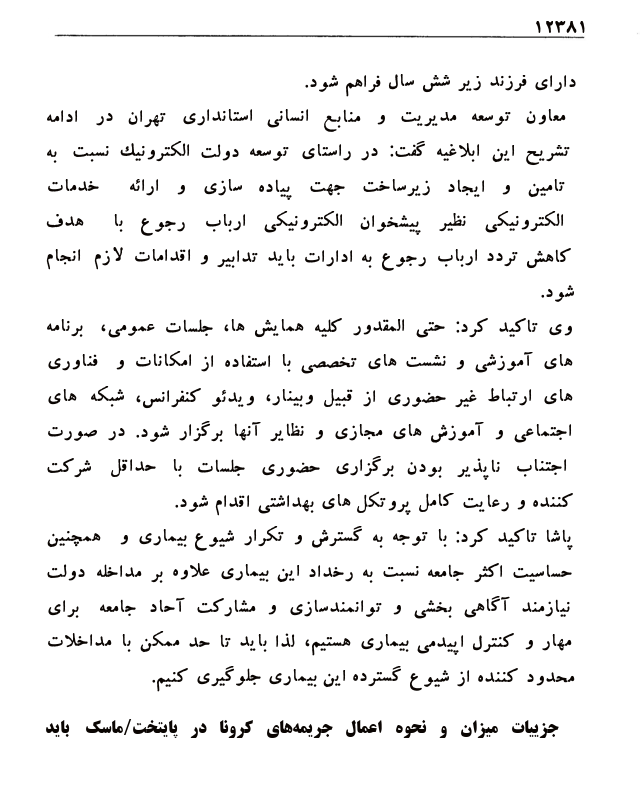 ۱۲۳۸۱
دارای فرزند زیر شش سال فراهم شود.
معاون توسعه مدیریت و منابع انسانی استانداری تهران در ادامه
تشریح این ابلاغیه گفت: در راستای توسعه دولت الکترونیك نسبت به
تامین و ایجاد زیرساخت جهت پیاده سازی و ارائه خدمات
الکترونیکی نظیر پیشخوان الکترونیکی ارباب رجوع با هدف
کاهش تردد ارباب رجوع به ادارات باید تدابیر و اقدامات لازم انجام
شود.
وی تاکید کرد: حتی المقدور کلیه همایش ها، جلسات عمومی، برنامه
های آموزشی و نشست های تخصصی با استفاده از امکانات و فناوری
های ارتباط غیر حضوری از قبیل وبینار، ویدئو کنفرانس، شبکه های
اجتماعی و آموزش های مجازی و نظایر آنها برگزار شود. در صورت
اجتناب ناپذیر بودن برگزاری حضوری جلسات با حداقل شرکت
کننده و رعایت کامل پروتکل های بهداشتی اقدام شود.
پاشا تاکید کرد: با توجه به گسترش و تکرار شیوع بیماری و همچنین
حساسیت اکثر جامعه نسبت به رخداد این بیماری علاوه بر مداخله دولت
نیازمند آگاهی بخشی و توانمندسازی و مشارکت آحاد جامعه برای
مهار و کنترل اپیدمی بیماری هستیم، لذا باید تا حد ممکن با مداخلات
محدود کننده از شیوع گسترده این بیماری جلوگیری کنیم.
جزییات میزان و نحوه اعمال جریمه‌های کرونا در پایتخت/ماسک باید